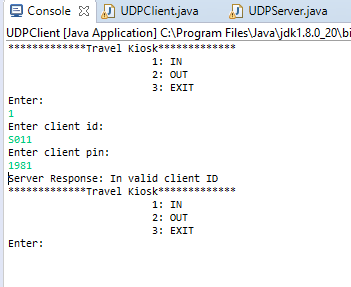 Console UDPClient.java UDPServer.java
UDPClient [Java Application] C:\Program Files\Java\jdk1.8.0_20\bi
*************Travel Kiosk*************
1: IN
2: OUT
3: EXIT
Enter:
1
Enter client id:
S011
Enter client pin:
1981
Server Response: In valid client ID
*************Travel Kiosk*************
1: IN
2: OUT
3: EXIT
Enter: